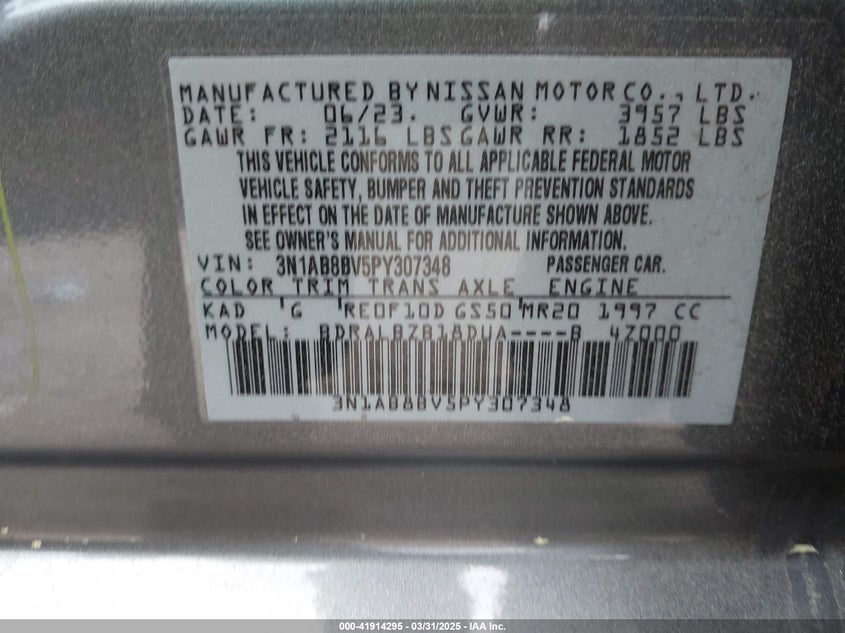 MANUFACTURED BY NISSAN MOTOR CO., LTD.
DATE: 06/23. GVWR: 3957 LBS
GAWR FR: 2116 LBS GAWR RR: 1852 LBS
THIS VEHICLE CONFORMS TO ALL APPLICABLE FEDERAL MOTOR
VEHICLE SAFETY, BUMPER AND THEFT PREVENTION STANDARDS
IN EFFECT ON THE DATE OF MANUFACTURE SHOWN ABOVE.
SEE OWNER'S MANUAL FOR ADDITIONAL INFORMATION.
VIN: 3N1AB8BV5PY307348 PASSENGER CAR.
COLOR TRIM TRANS AXLE ENGINE
KAD G RE0F10D GS50 MR20 1997 CC
MODEL: BDRALBZB18DUA----B 4Z000
3N1AB8BV5PY307348
000-41914295 - 03/31/2025 - IAA Inc.